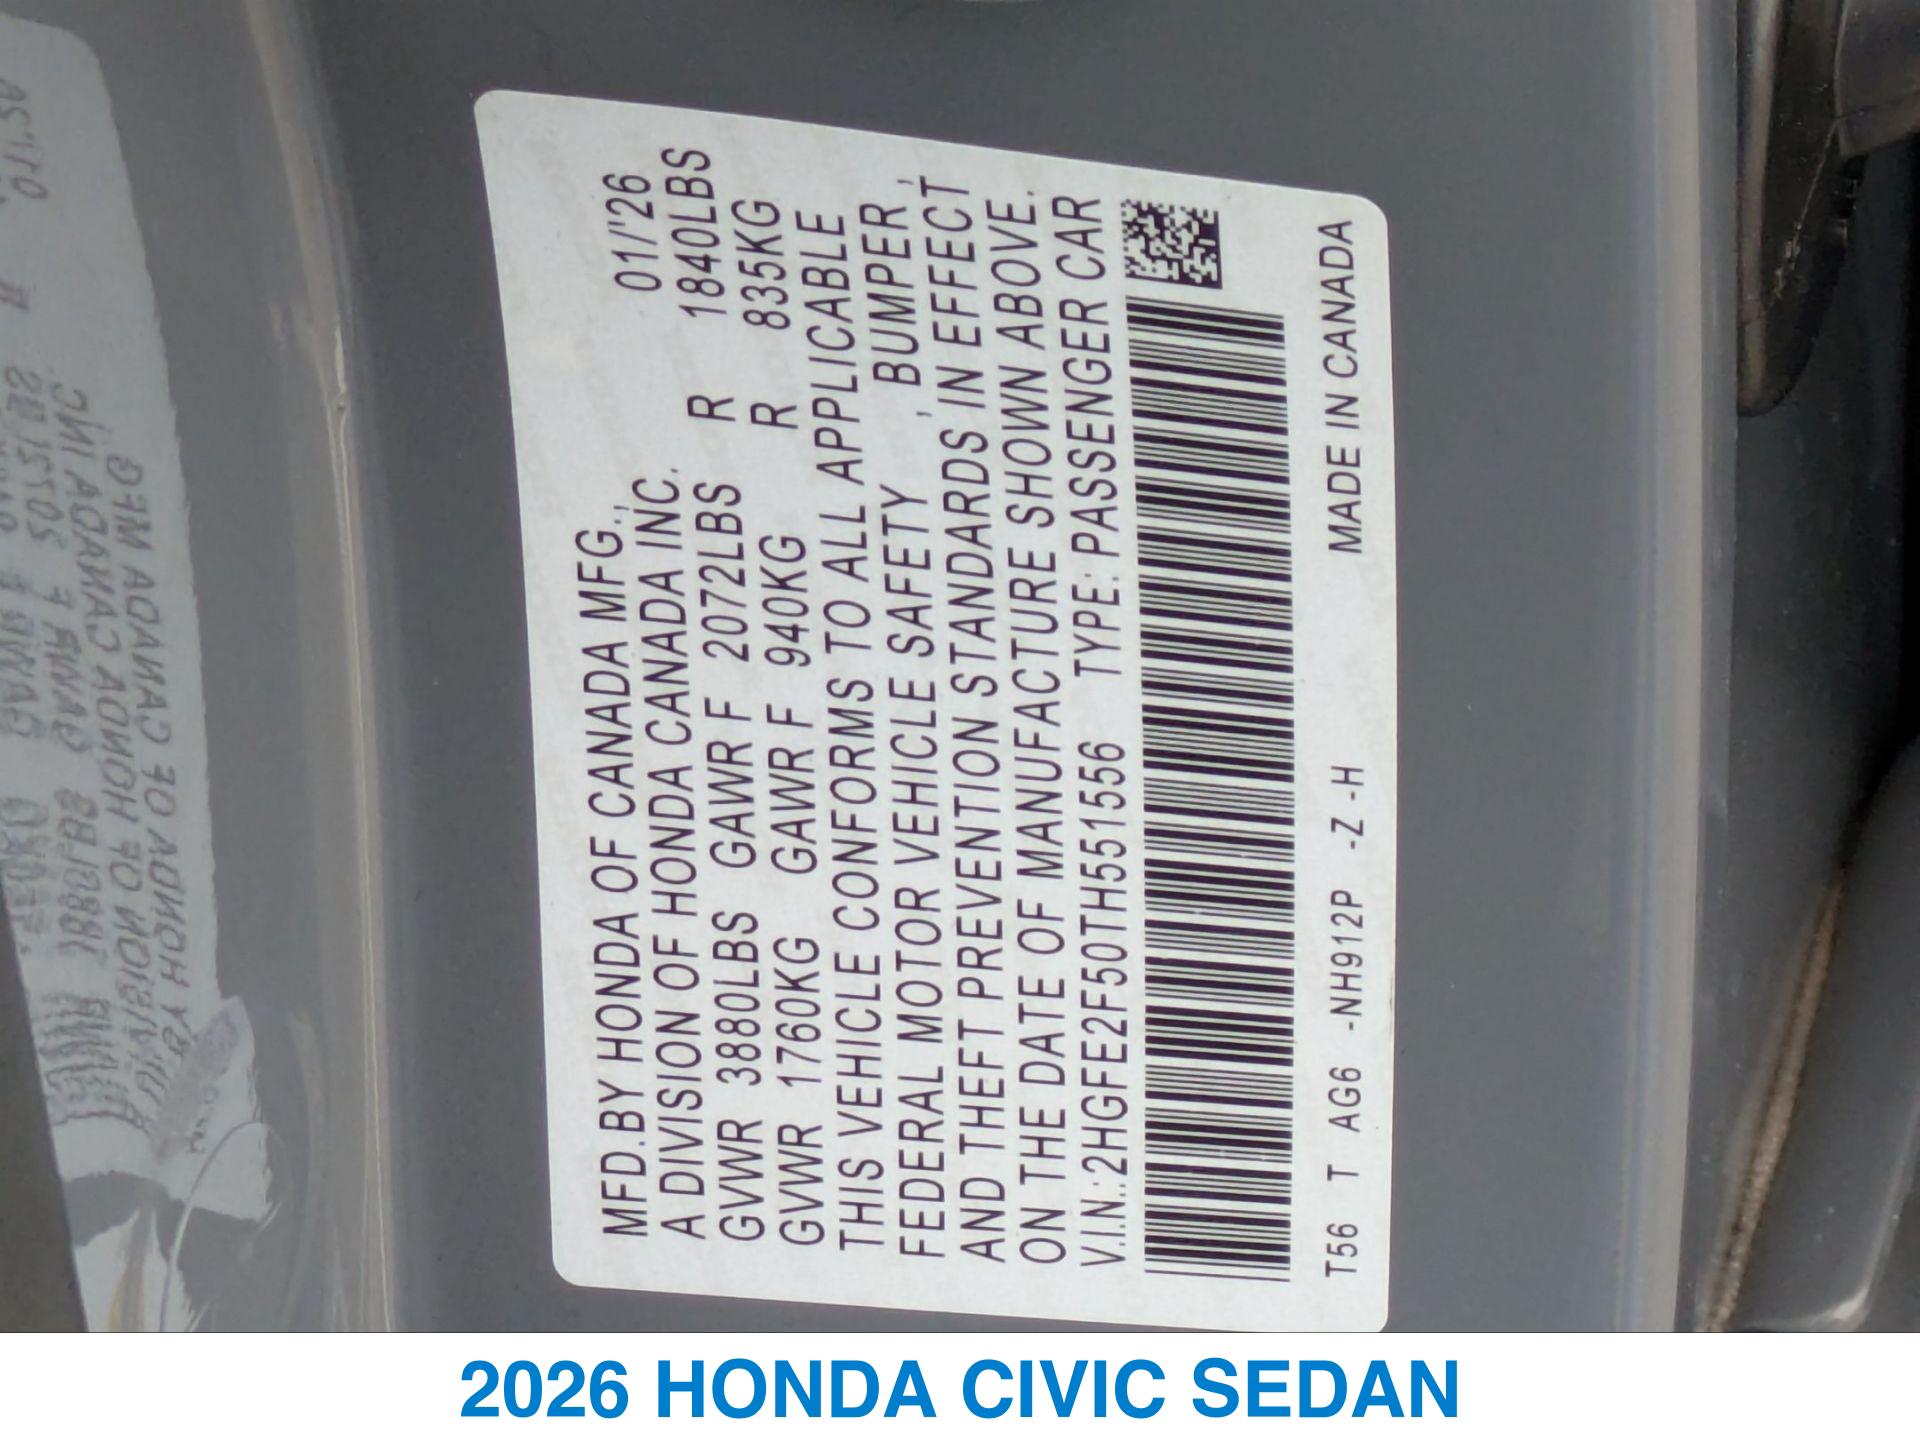 MFD.BY HONDA OF CANADA MFG.,
A DIVISION OF HONDA CANADA INC. 01/'26
GVWR 3880LBS GAWR F 2072LBS R 1840LBS
GVWR 1760KG GAWR F 940KG R 835KG
THIS VEHICLE CONFORMS TO ALL APPLICABLE
FEDERAL MOTOR VEHICLE SAFETY , BUMPER ,
AND THEFT PREVENTION STANDARDS IN EFFECT
ON THE DATE OF MANUFACTURE SHOWN ABOVE.
V.I.N.:2HGFE2F50TH551556 TYPE: PASSENGER CAR
T56 T AG6 -NH912P -Z -H MADE IN CANADA
2026 HONDA CIVIC SEDAN